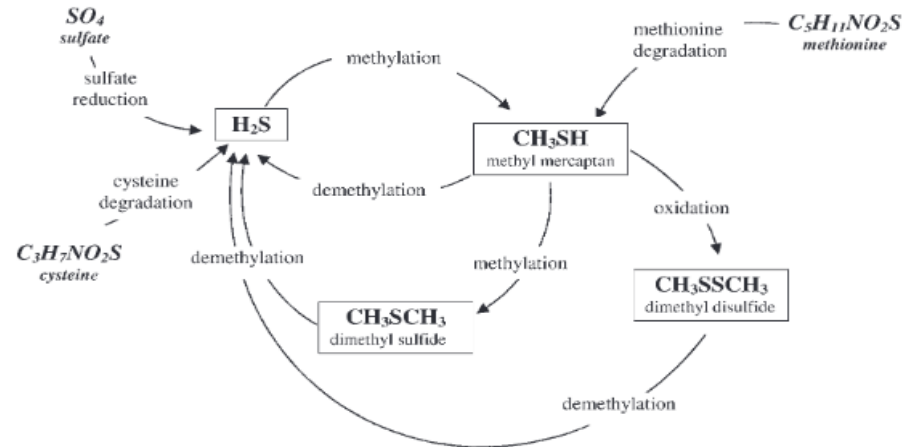 SO₄
sulfate
sulfate
reduction
H₂S
methylation
methionine
degradation
C₅H₁₁NO₂S
methionine
CH₃SH
methyl mercaptan
demethylation
cysteine
degradation
C₃H₇NO₂S
cysteine
oxidation
demethylation
methylation
CH₃SCH₃
dimethyl sulfide
CH₃SSCH₃
dimethyl disulfide
demethylation